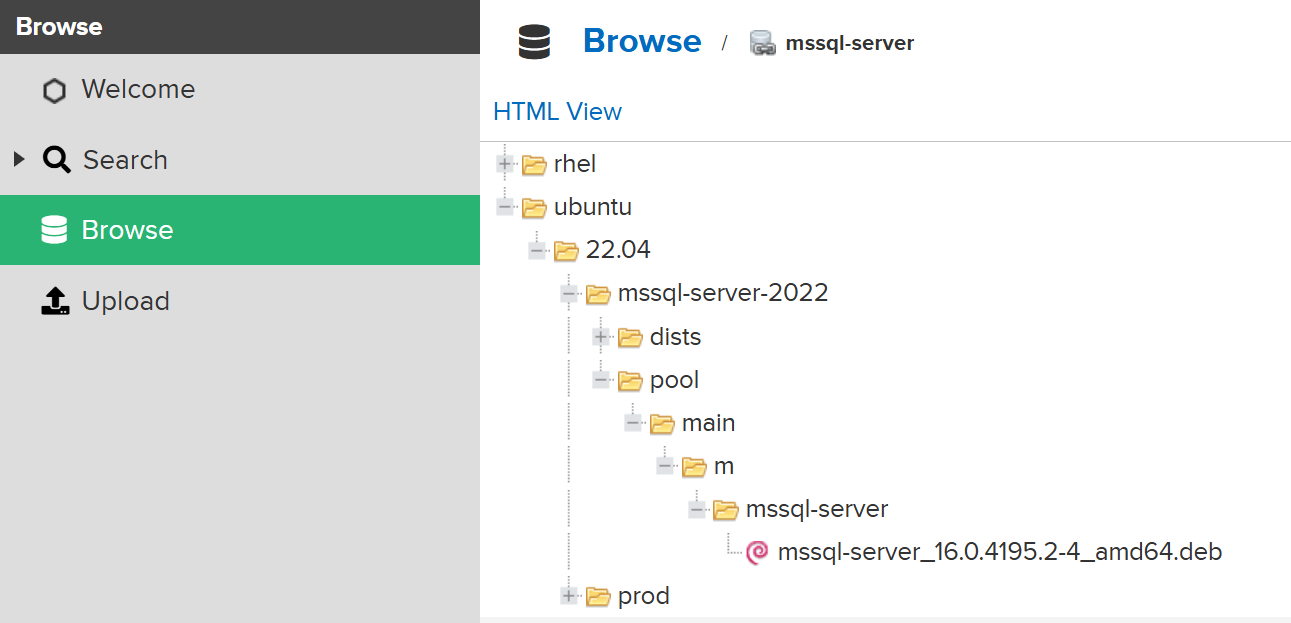 Browse
Welcome
Search
Browse
Upload
Browse / mssql-server
HTML View
rhel
ubuntu
22.04
mssql-server-2022
dists
pool
main
m
mssql-server
mssql-server_16.0.4195.2-4_amd64.deb
prod